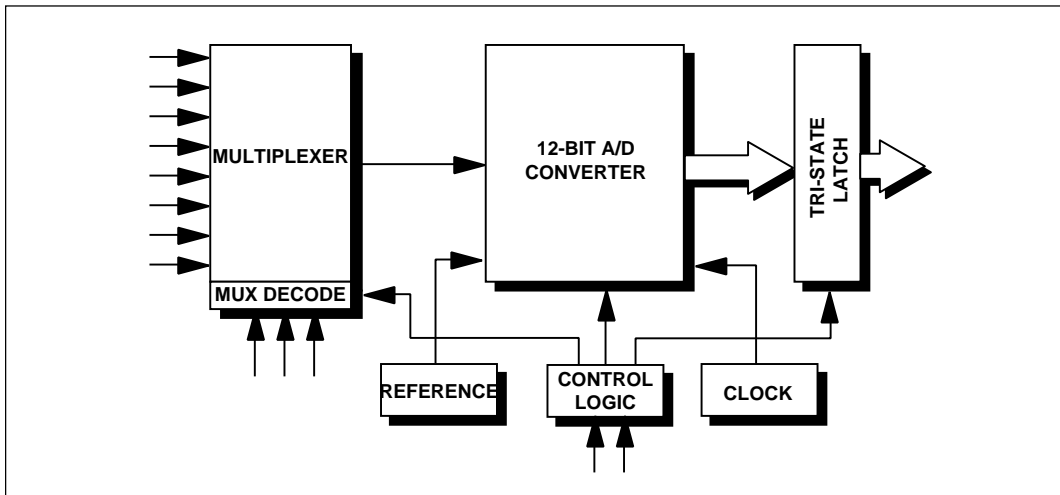 MULTIPLEXER
MUX DECODE
12-BIT A/D
CONVERTER
TRI-STATE
LATCH
REFERENCE
CONTROL
LOGIC
CLOCK